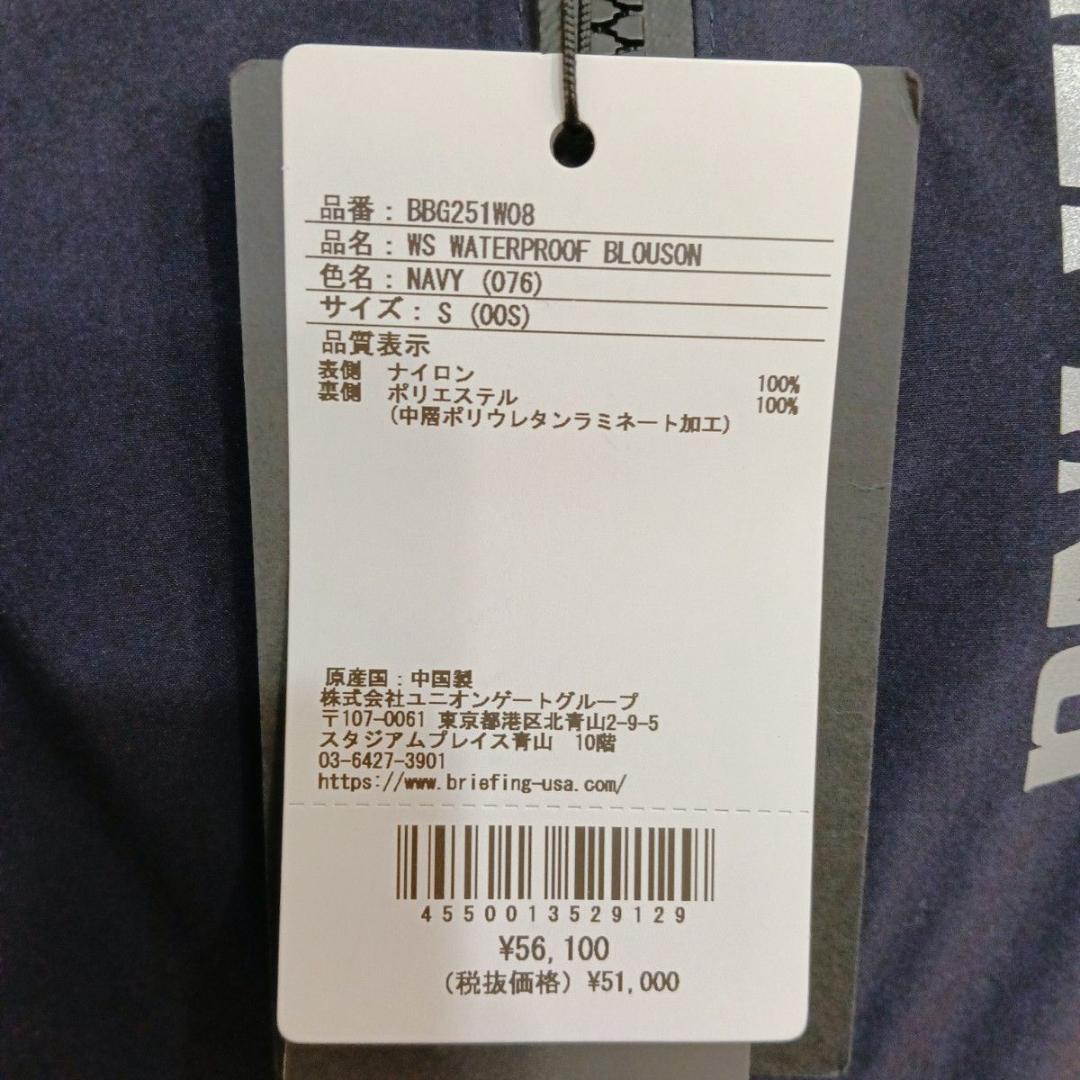 品番：BBG251W08
品名：WS WATERPROOF BLOUSON
色名：NAVY (076)
サイズ：S (00S)
品質表示
表側 ナイロン 100%
裏側 ポリエステル 100%
(中層ポリウレタンラミネート加工)
原産国：中国製
株式会社ユニオンゲートグループ
〒107-0061 東京都港区北青山2-9-5
スタジアムプレイス青山 10階
03-6427-3901
https://www.briefing-usa.com/
4550013529129
¥56,100
(税抜価格) ¥51,000